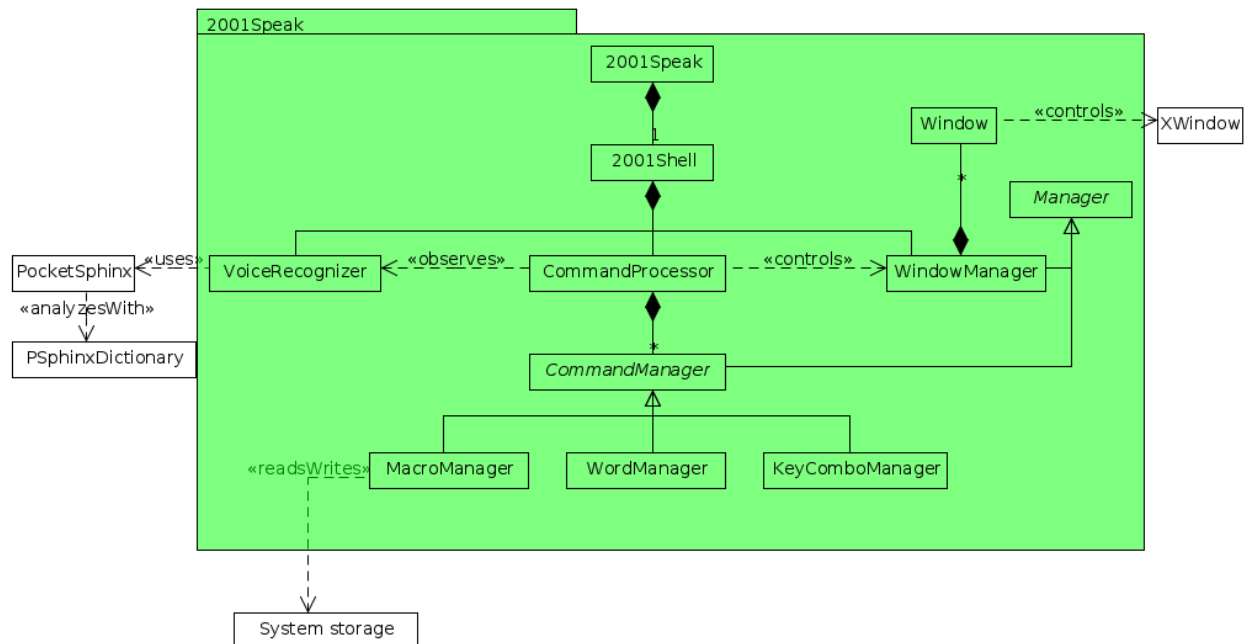 2001Speak
2001Speak
Window
«controls»
XWindow
1
2001Shell
*
Manager
PocketSphinx
«uses»
VoiceRecognizer
«observes»
CommandProcessor
«controls»
WindowManager
«analyzesWith»
PSphinxDictionary
*
CommandManager
«readsWrites»
MacroManager
WordManager
KeyComboManager
System storage